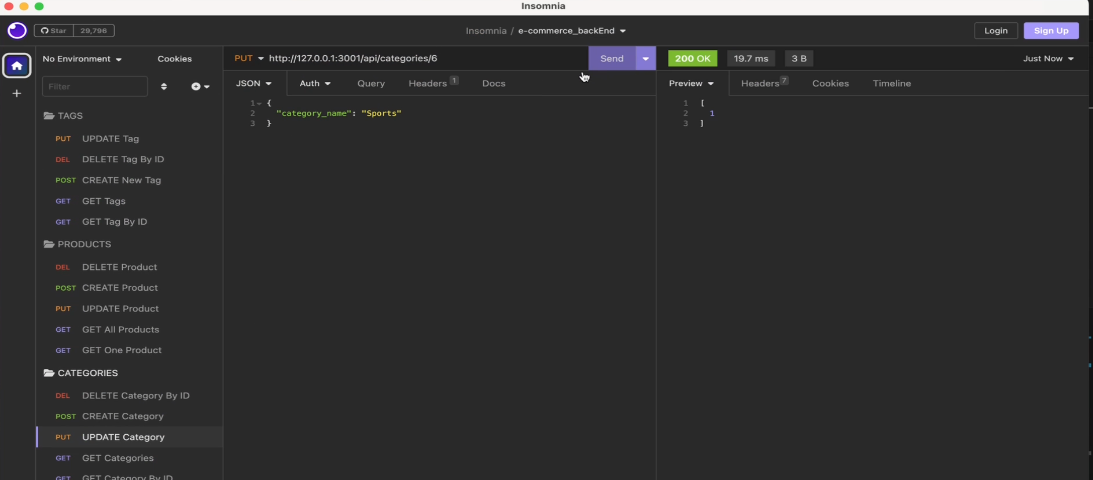 Insomnia
Star 29,796
Insomnia / e-commerce_backEnd
Login
Sign Up
No Environment
Cookies
Filter
TAGS
PUT UPDATE Tag
DEL DELETE Tag By ID
POST CREATE New Tag
GET GET Tags
GET GET Tag By ID
PRODUCTS
DEL DELETE Product
POST CREATE Product
PUT UPDATE Product
GET GET All Products
GET GET One Product
CATEGORIES
DEL DELETE Category By ID
POST CREATE Category
PUT UPDATE Category
GET GET Categories
GET GET Category By ID
PUT http://127.0.0.1:3001/api/categories/6
Send
JSON Auth Query Headers 1 Docs
1 {
2 "category_name": "Sports"
3 }
200 OK 19.7 ms 3 B Just Now
Preview Headers 7 Cookies Timeline
1 [
2 1
3 ]